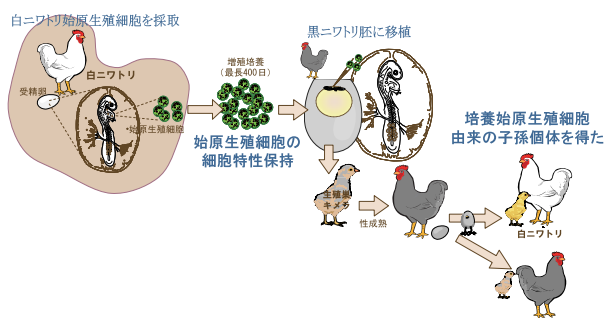 白ニワトリ始原生殖細胞を採取
白ニワトリ
受精卵
始原生殖細胞
増殖培養
(最長400日)
始原生殖細胞の
細胞特性保持
黒ニワトリ胚に移植
生殖巣
キメラ
性成熟
培養始原生殖細胞
由来の子孫個体を得た
白ニワトリ